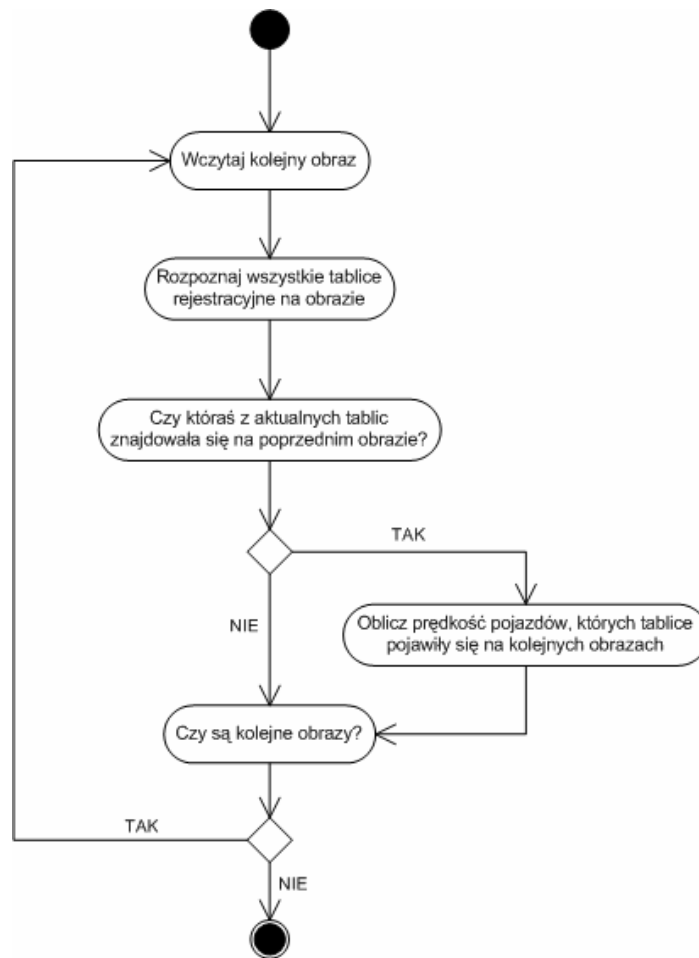 Wczytaj kolejny obraz
Rozpoznaj wszystkie tablice
rejestracyjne na obrazie
Czy któraś z aktualnych tablic
znajdowała się na poprzednim obrazie?
TAK
NIE
Oblicz prędkość pojazdów, których tablice
pojawiły się na kolejnych obrazach
Czy są kolejne obrazy?
TAK
NIE